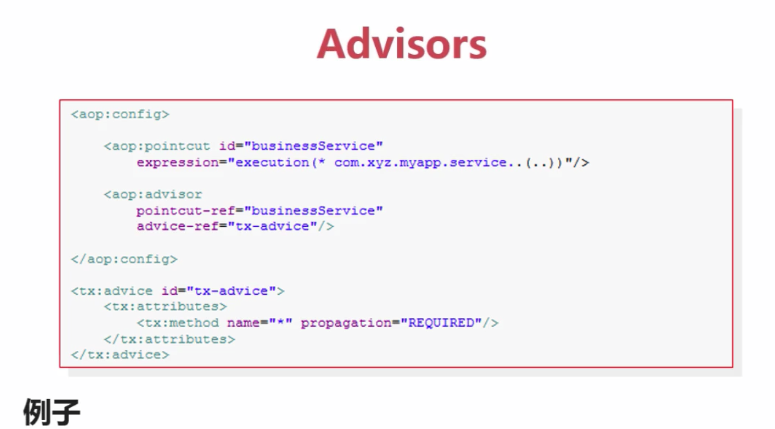 Advisors
<aop:config>
<aop:pointcut id="businessService"
expression="execution(* com.xyz.myapp.service..(..))"/>
<aop:advisor
pointcut-ref="businessService"
advice-ref="tx-advice"/>
</aop:config>
<tx:advice id="tx-advice">
<tx:attributes>
<tx:method name="*" propagation="REQUIRED"/>
</tx:attributes>
</tx:advice>
例子